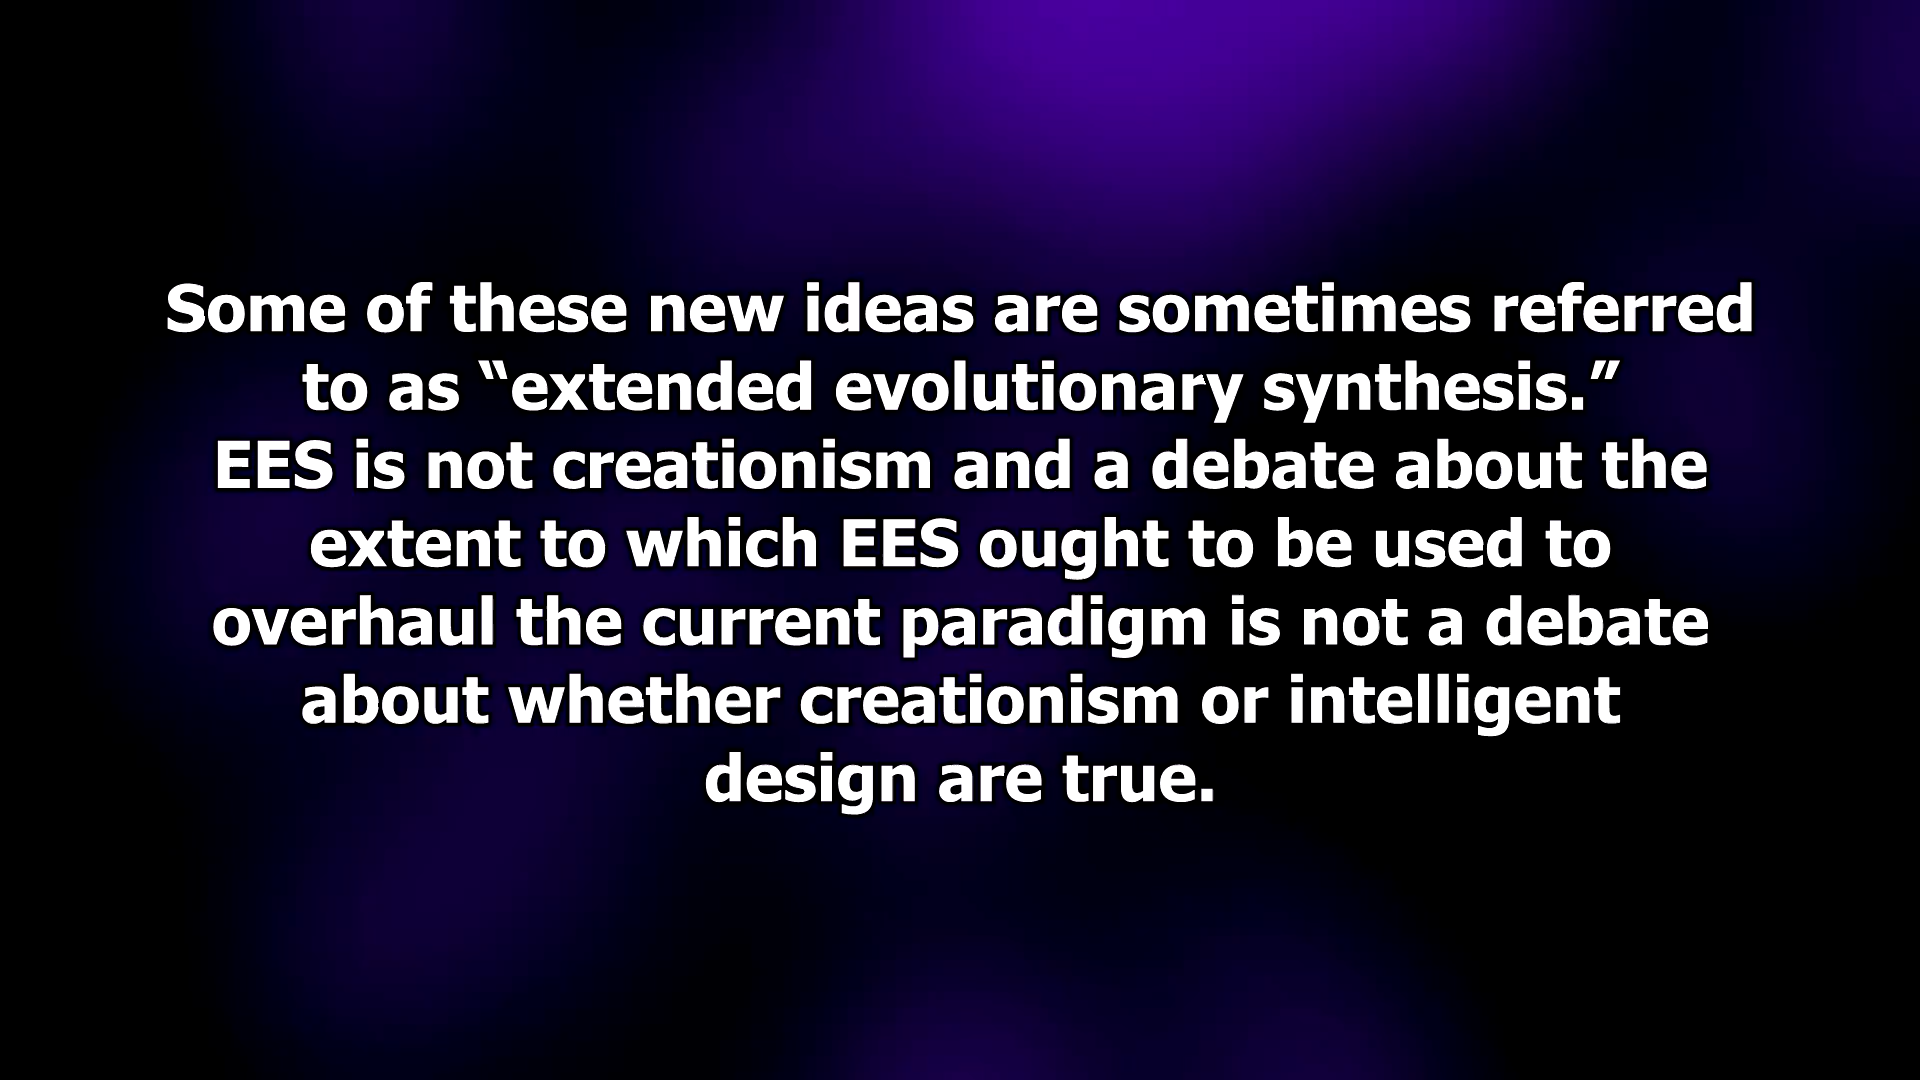 Some of these new ideas are sometimes referred
to as “extended evolutionary synthesis.”
EES is not creationism and a debate about the
extent to which EES ought to be used to
overhaul the current paradigm is not a debate
about whether creationism or intelligent
design are true.